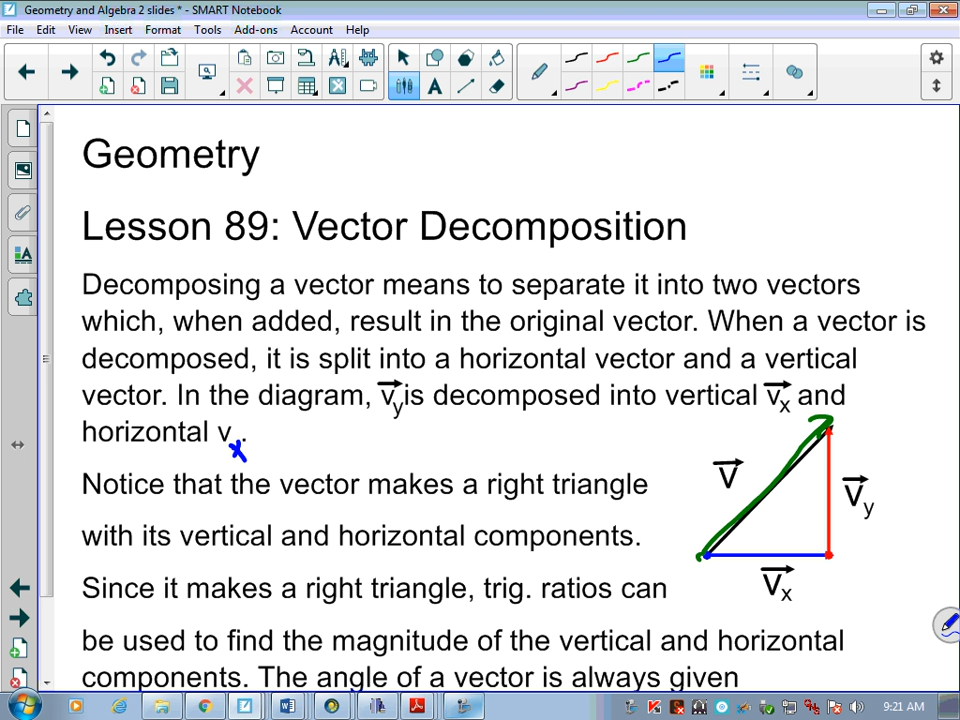 Geometry and Algebra 2 slides * - SMART Notebook
File Edit View Insert Format Tools Add-ons Account Help
Geometry
Lesson 89: Vector Decomposition
Decomposing a vector means to separate it into two vectors
which, when added, result in the original vector. When a vector is
decomposed, it is split into a horizontal vector and a vertical
vector. In the diagram, v⃗y is decomposed into vertical v⃗x and
horizontal vx.
Notice that the vector makes a right triangle
with its vertical and horizontal components.
Since it makes a right triangle, trig. ratios can
be used to find the magnitude of the vertical and horizontal
components. The angle of a vector is always given
v⃗
v⃗y
v⃗x
9:21 AM